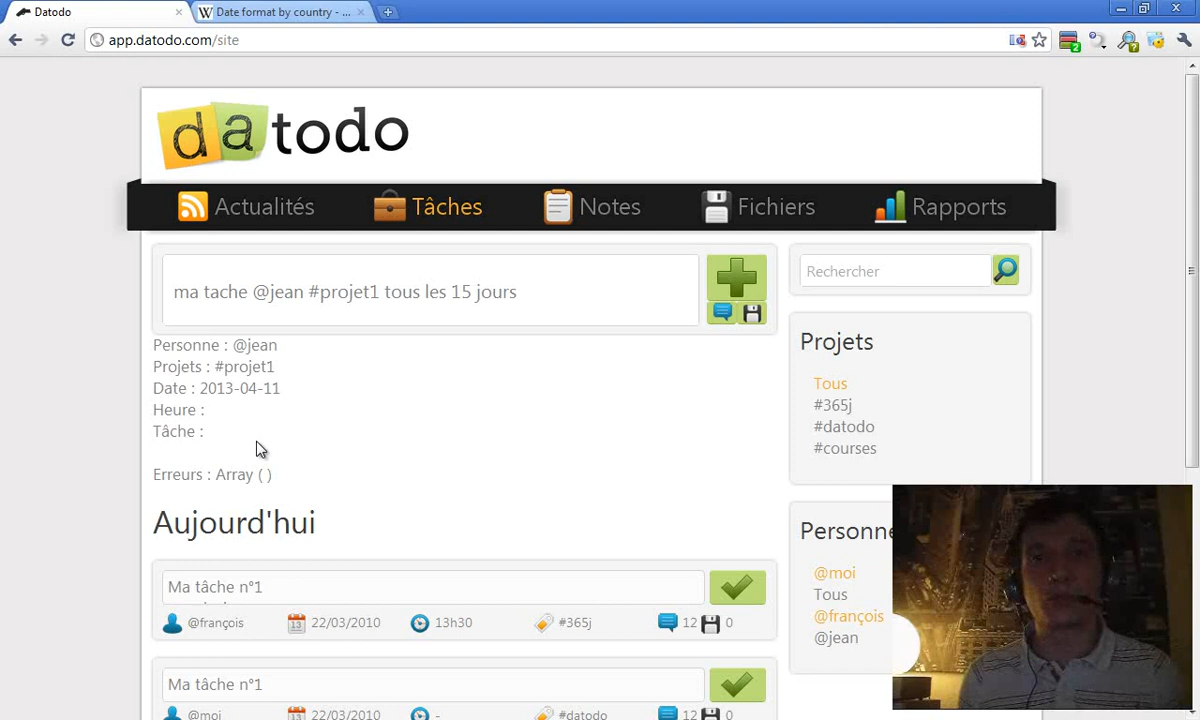 Datodo
Date format by country - ...
app.datodo.com/site
datodo
Actualités
Tâches
Notes
Fichiers
Rapports
ma tache @jean #projet1 tous les 15 jours
Rechercher
Personne : @jean
Projets : #projet1
Date : 2013-04-11
Heure :
Tâche :
Erreurs : Array ( )
Projets
Tous
#365j
#datodo
#courses
Aujourd'hui
Ma tâche n°1
@françois
13
22/03/2010
13h30
#365j
12
0
Ma tâche n°1
@moi
22/03/2010
-
#datodo
12
0
@moi
Tous
@françois
@jean